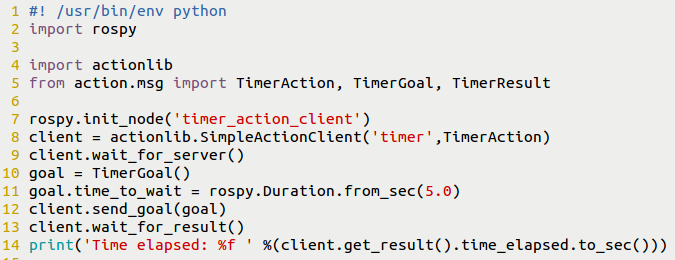 1 #! /usr/bin/env python
2 import rospy
3
4 import actionlib
5 from action.msg import TimerAction, TimerGoal, TimerResult
6
7 rospy.init_node('timer_action_client')
8 client = actionlib.SimpleActionClient('timer',TimerAction)
9 client.wait_for_server()
10 goal = TimerGoal()
11 goal.time_to_wait = rospy.Duration.from_sec(5.0)
12 client.send_goal(goal)
13 client.wait_for_result()
14 print('Time elapsed: %f ' %(client.get_result().time_elapsed.to_sec()))